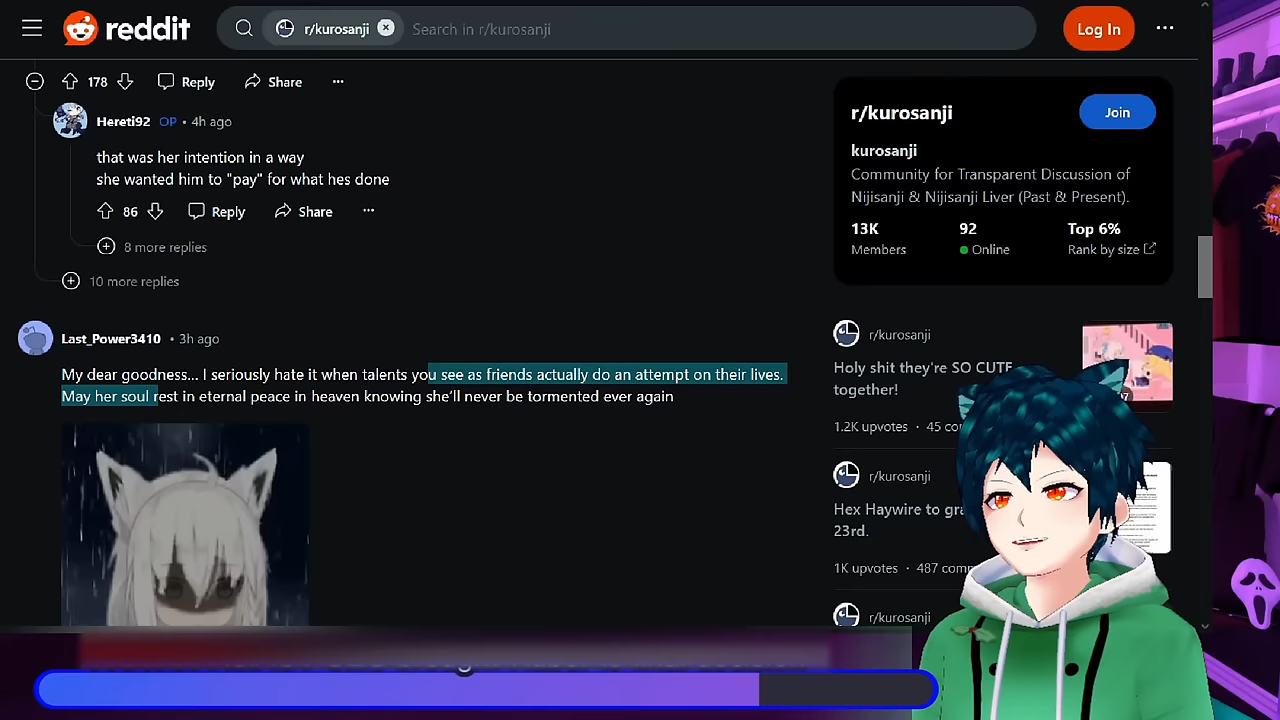 reddit
r/kurosanji
Search in r/kurosanji
Log In
178
Reply
Share
Hereti92 OP • 4h ago
that was her intention in a way
she wanted him to "pay" for what hes done
86
Reply
Share
8 more replies
10 more replies
Last_Power3410 • 3h ago
My dear goodness... I seriously hate it when talents you see as friends actually do an attempt on their lives.
May her soul rest in eternal peace in heaven knowing she'll never be tormented ever again
r/kurosanji
Join
kurosanji
Community for Transparent Discussion of
Nijisanji & Nijisanji Liver (Past & Present).
13K
92
Top 6%
Members
Online
Rank by size
r/kurosanji
Holy shit they're SO CUTE
together!
1.2K upvotes · 45
r/kurosanji
Hex Haywire to
23rd.
1K upvotes · 487
r/kurosanji